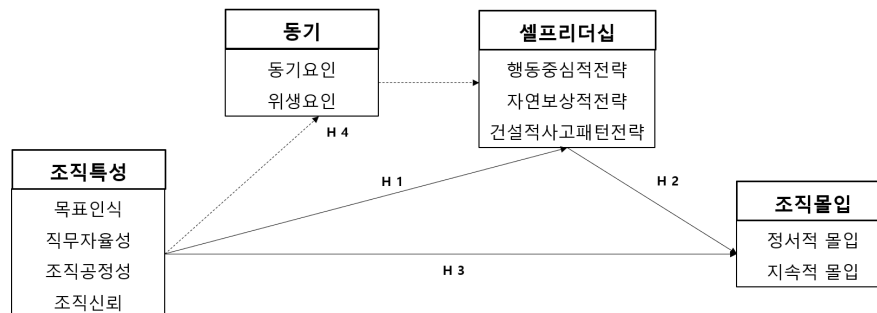 동기
동기요인
위생요인
셀프리더십
행동중심적전략
자연보상적전략
건설적사고패턴전략
H 4
조직특성
목표인식
직무자율성
조직공정성
조직신뢰
H 1
H 2
H 3
조직몰입
정서적 몰입
지속적 몰입